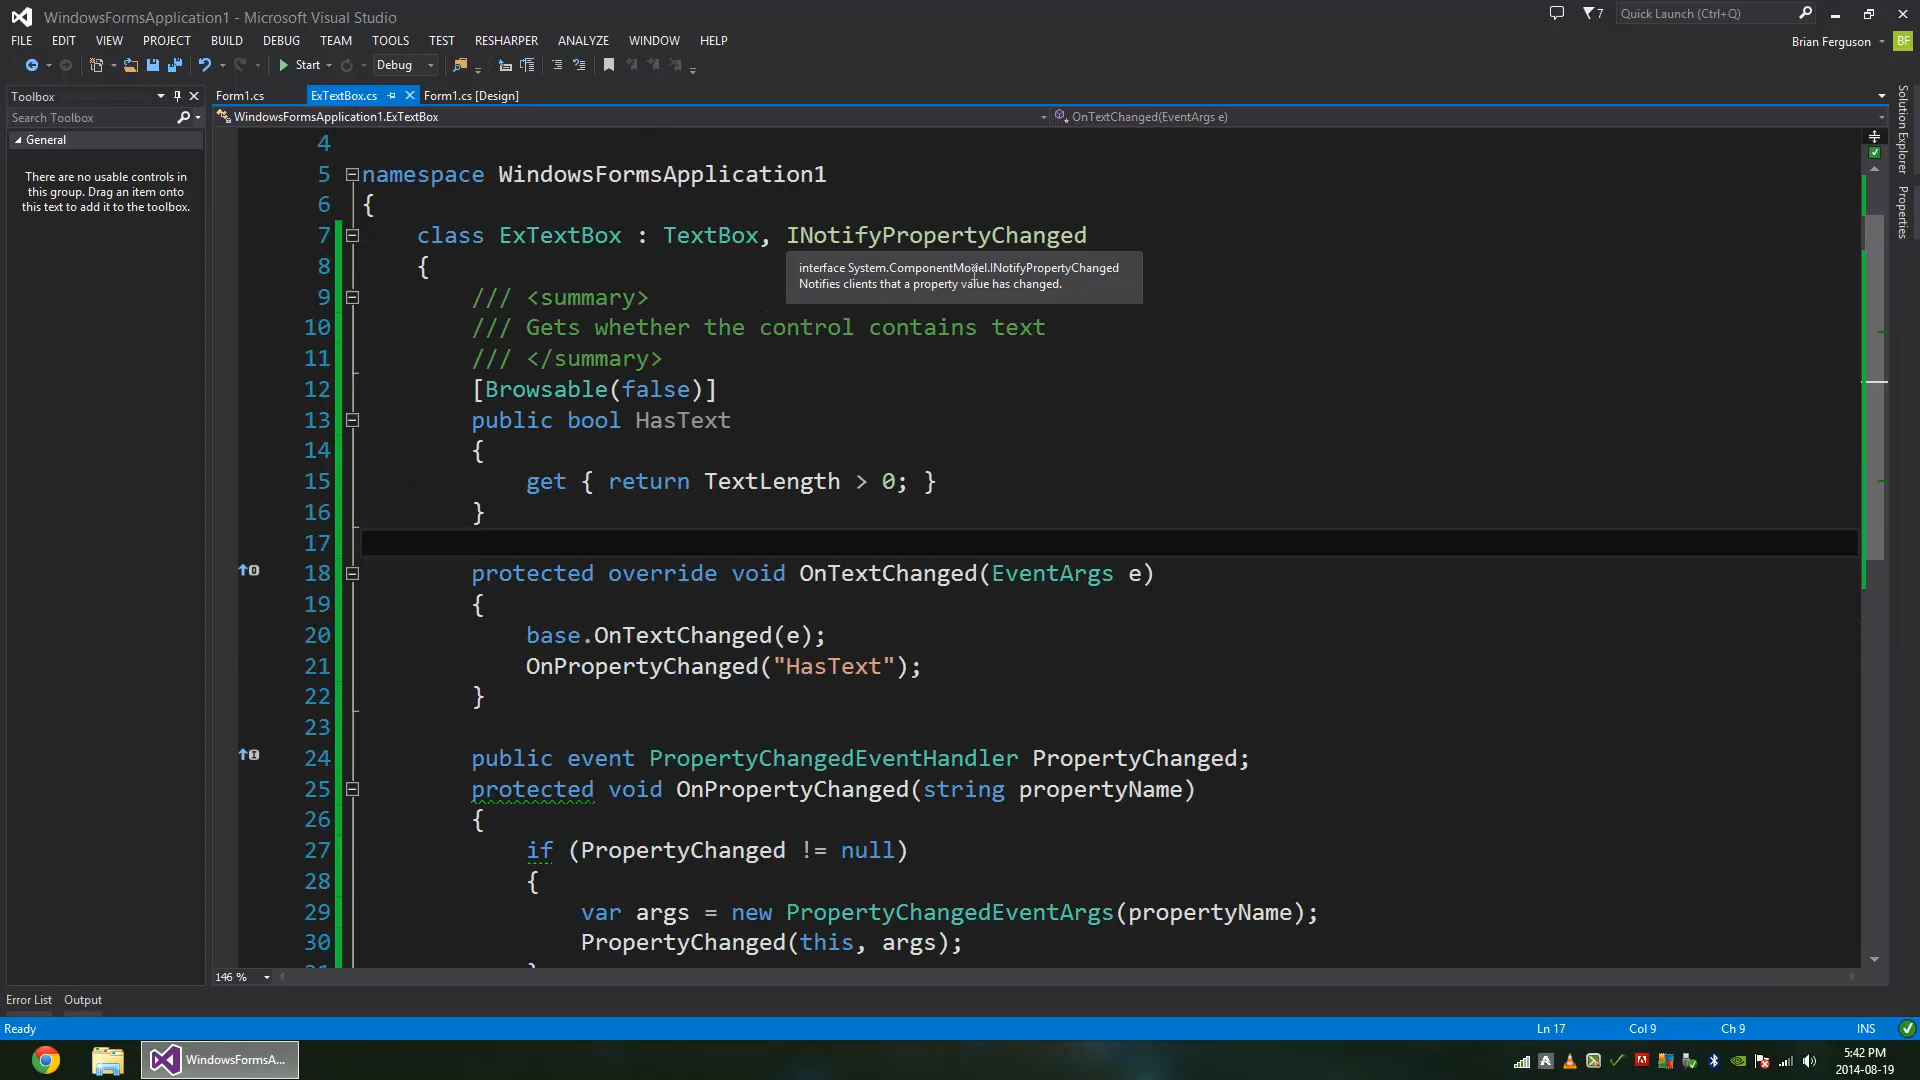 WindowsFormsApplication1 - Microsoft Visual Studio
7
Quick Launch (Ctrl+Q)
FILE EDIT VIEW PROJECT BUILD DEBUG TEAM TOOLS TEST RESHARPER ANALYZE WINDOW HELP
Brian Ferguson BF
Start Debug
Toolbox
Form1.cs ExTextBox.cs Form1.cs [Design]
Search Toolbox
WindowsFormsApplication1.ExTextBox
OnTextChanged(EventArgs e)
General
There are no usable controls in
this group. Drag an item onto
this text to add it to the toolbox.
Solution Explorer
Properties
4
5 namespace WindowsFormsApplication1
6 {
7 class ExTextBox : TextBox, INotifyPropertyChanged
8 {
interface System.ComponentModel.INotifyPropertyChanged
Notifies clients that a property value has changed.
9 /// <summary>
10 /// Gets whether the control contains text
11 /// </summary>
12 [Browsable(false)]
13 public bool HasText
14 {
15 get { return TextLength > 0; }
16 }
17
18 protected override void OnTextChanged(EventArgs e)
19 {
20 base.OnTextChanged(e);
21 OnPropertyChanged("HasText");
22 }
23
24 public event PropertyChangedEventHandler PropertyChanged;
25 protected void OnPropertyChanged(string propertyName)
26 {
27 if (PropertyChanged != null)
28 {
29 var args = new PropertyChangedEventArgs(propertyName);
30 PropertyChanged(this, args);
146 %
Error List Output
Ready
Ln 17 Col 9 Ch 9 INS
WindowsFormsA...
5:42 PM
2014-08-19